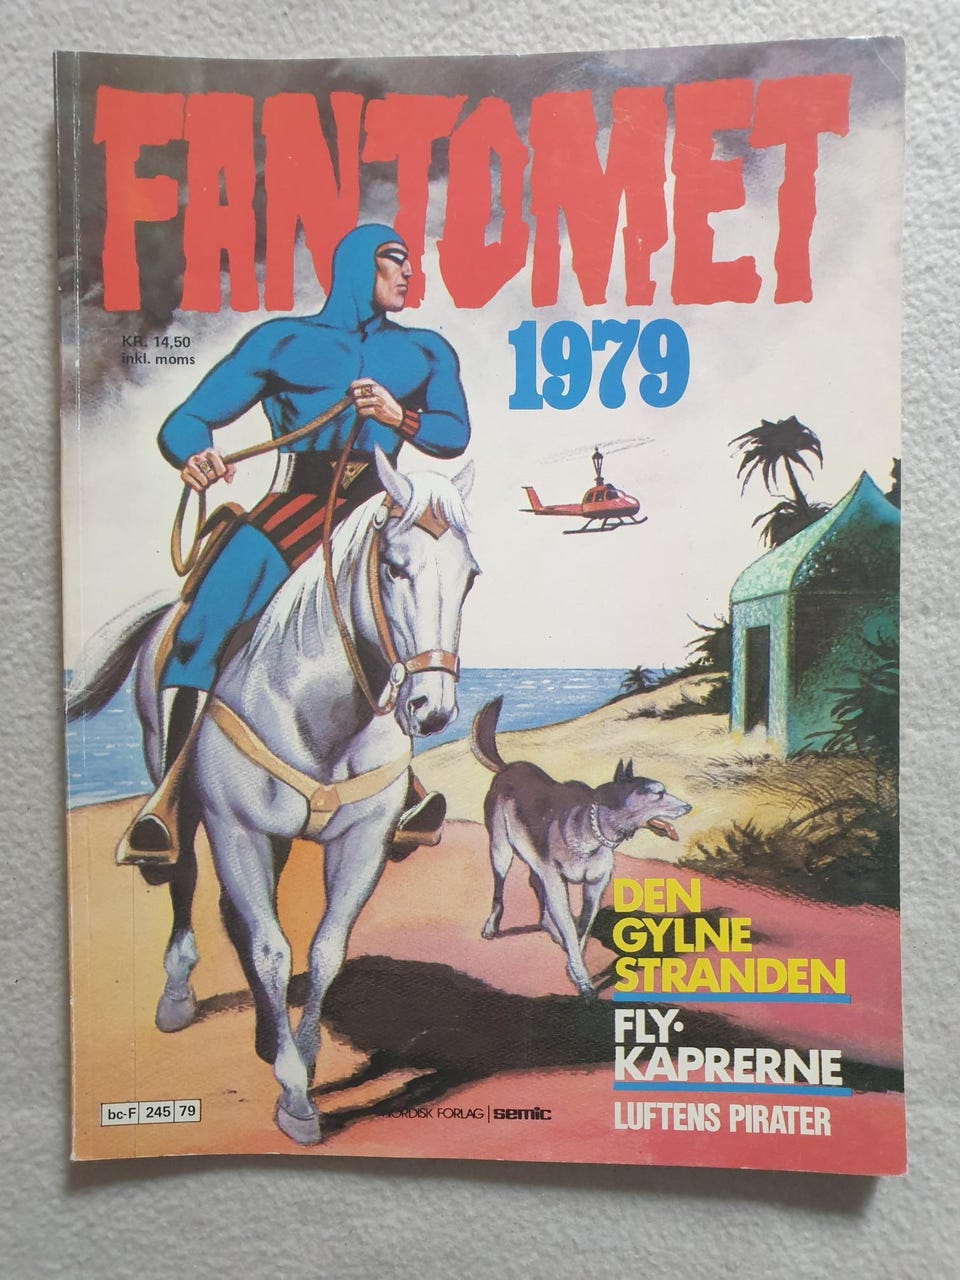 FANTOMET
1979
KR. 14,50
inkl. moms
DEN
GYLNE
STRANDEN
FLY-
KAPRERNE
LUFTENS PIRATER
bc-F 245 79
NORDISK FORLAG | semic